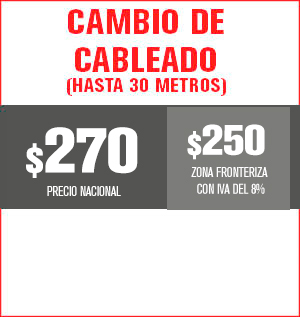 CAMBIO DE
CABLEADO
(HASTA 30 METROS)
$270
PRECIO NACIONAL
$250
ZONA FRONTERIZA
CON IVA DEL 8%